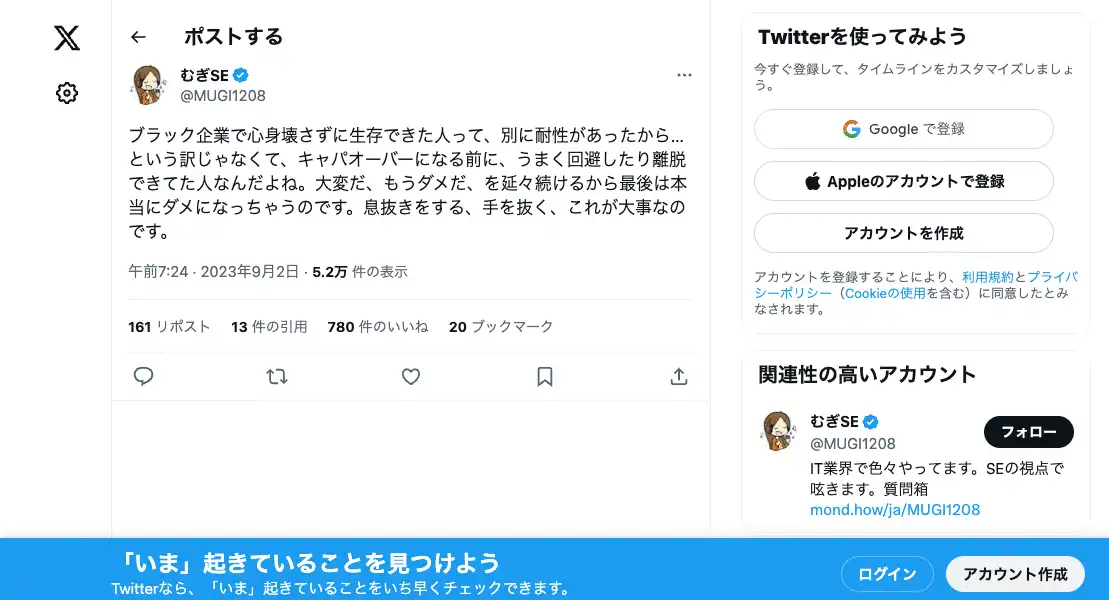 ポストする
むぎSE
@MUGI1208
ブラック企業で心身壊さずに生存できた人って、別に耐性があったから...
という訳じゃなくて、キャパオーバーになる前に、うまく回避したり離脱
できてた人なんだよね。大変だ、もうダメだ、を延々続けるから最後は本
当にダメになっちゃうのです。息抜きをする、手を抜く、これが大事なの
です。
午前7:24 · 2023年9月2日 · 5.2万 件の表示
161 リポスト 13 件の引用 780 件のいいね 20 ブックマーク
Twitterを使ってみよう
今すぐ登録して、タイムラインをカスタマイズしましょ
う。
Google で登録
Appleのアカウントで登録
アカウントを作成
アカウントを登録することにより、利用規約とプライバ
シーポリシー（Cookieの使用を含む）に同意したとみ
なされます。
関連性の高いアカウント
むぎSE
@MUGI1208
フォロー
IT業界で色々やってます。SEの視点で
呟きます。質問箱
mond.how/ja/MUGI1208
「いま」起きていることを見つけよう
Twitterなら、「いま」起きていることをいち早くチェックできます。
ログイン
アカウント作成